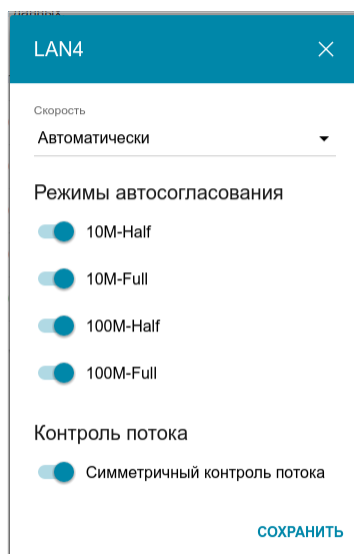 LAN4
Скорость
Автоматически
Режимы автосогласования
10M-Half
10M-Full
100M-Half
100M-Full
Контроль потока
Симметричный контроль потока
СОХРАНИТЬ